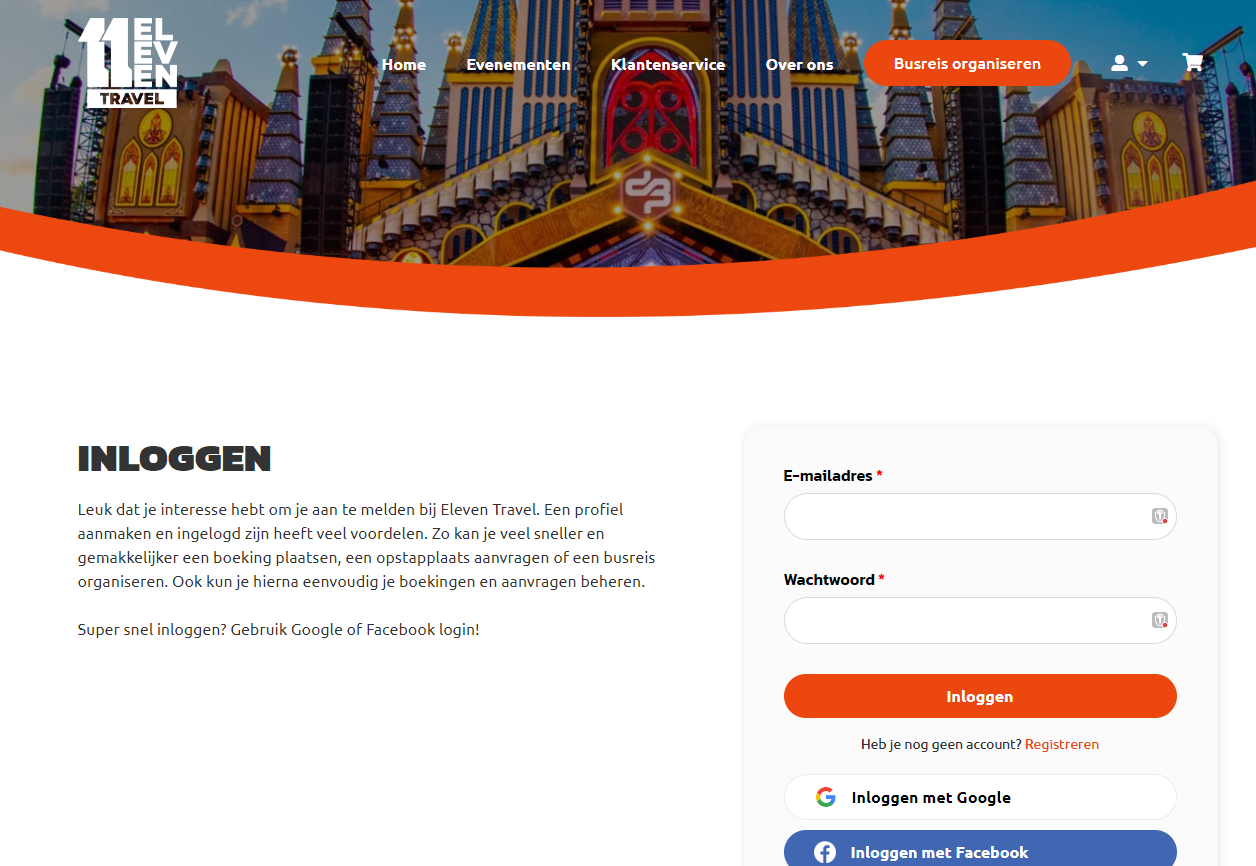 11 ELEVEN
TRAVEL
Home Evenementen Klantenservice Over ons Busreis organiseren
INLOGGEN
Leuk dat je interesse hebt om je aan te melden bij Eleven Travel. Een profiel
aanmaken en ingelogd zijn heeft veel voordelen. Zo kan je veel sneller en
gemakkelijker een boeking plaatsen, een opstapplaats aanvragen of een busreis
organiseren. Ook kun je hierna eenvoudig je boekingen en aanvragen beheren.
Super snel inloggen? Gebruik Google of Facebook login!
E-mailadres *
Wachtwoord *
Inloggen
Heb je nog geen account? Registreren
Inloggen met Google
Inloggen met Facebook